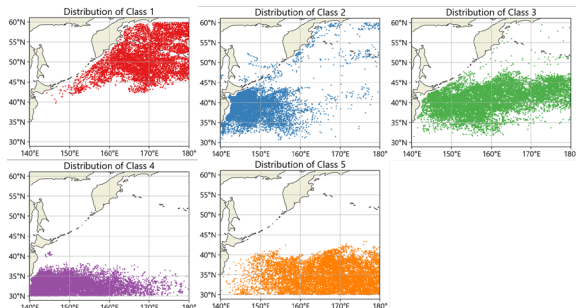 Distribution of Class 1
60°N
55°N
50°N
45°N
40°N
35°N
30°N
140°E 150°E 160°E 170°E 180°
Distribution of Class 2
60°N
55°N
50°N
45°N
40°N
35°N
30°N
140°E 150°E 160°E 170°E 180°
Distribution of Class 3
60°N
55°N
50°N
45°N
40°N
35°N
30°N
140°E 150°E 160°E 170°E 180
Distribution of Class 4
60°N
55°N
50°N
45°N
40°N
35°N
30°N
140°E 150°E 160°E 170°E 180°
Distribution of Class 5
60°N
55°N
50°N
45°N
40°N
35°N
30°N
140°E 150°E 160°E 170°E 180°